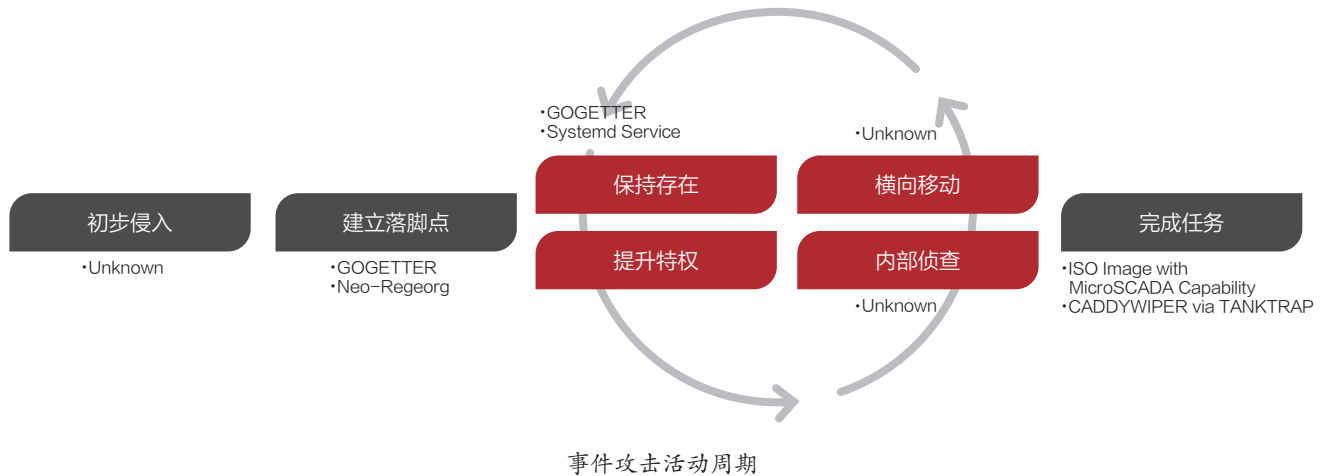 ·GOGETTER
·Systemd Service
·Unknown
保持存在
横向移动
初步侵入
建立落脚点
完成任务
·Unknown
·GOGETTER
·Neo-Regeorg
提升特权
内部侦查
·Unknown
·ISO Image with
MicroSCADA Capability
·CADDYWIPER via TANKTRAP
事件攻击活动周期